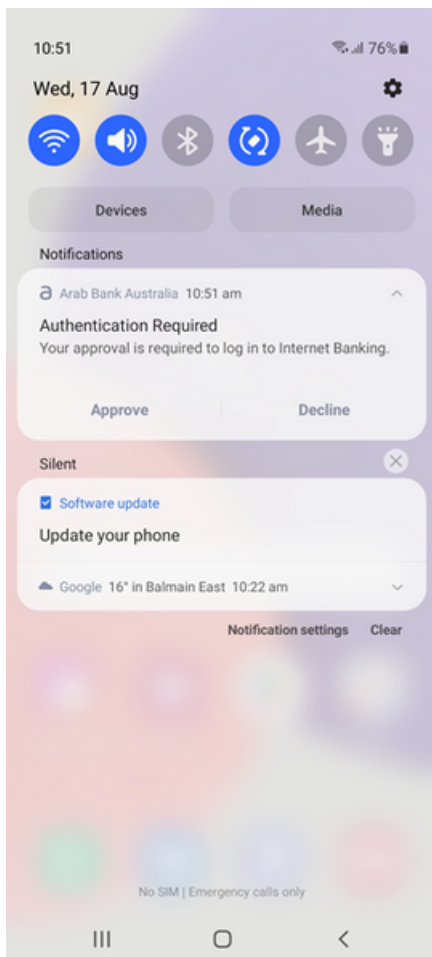 10:51 76%
Wed, 17 Aug
Devices Media
Notifications
Arab Bank Australia 10:51 am
Authentication Required
Your approval is required to log in to Internet Banking.
Approve Decline
Silent
Software update
Update your phone
Google 16° in Balmain East 10:22 am
Notification settings Clear
No SIM | Emergency calls only